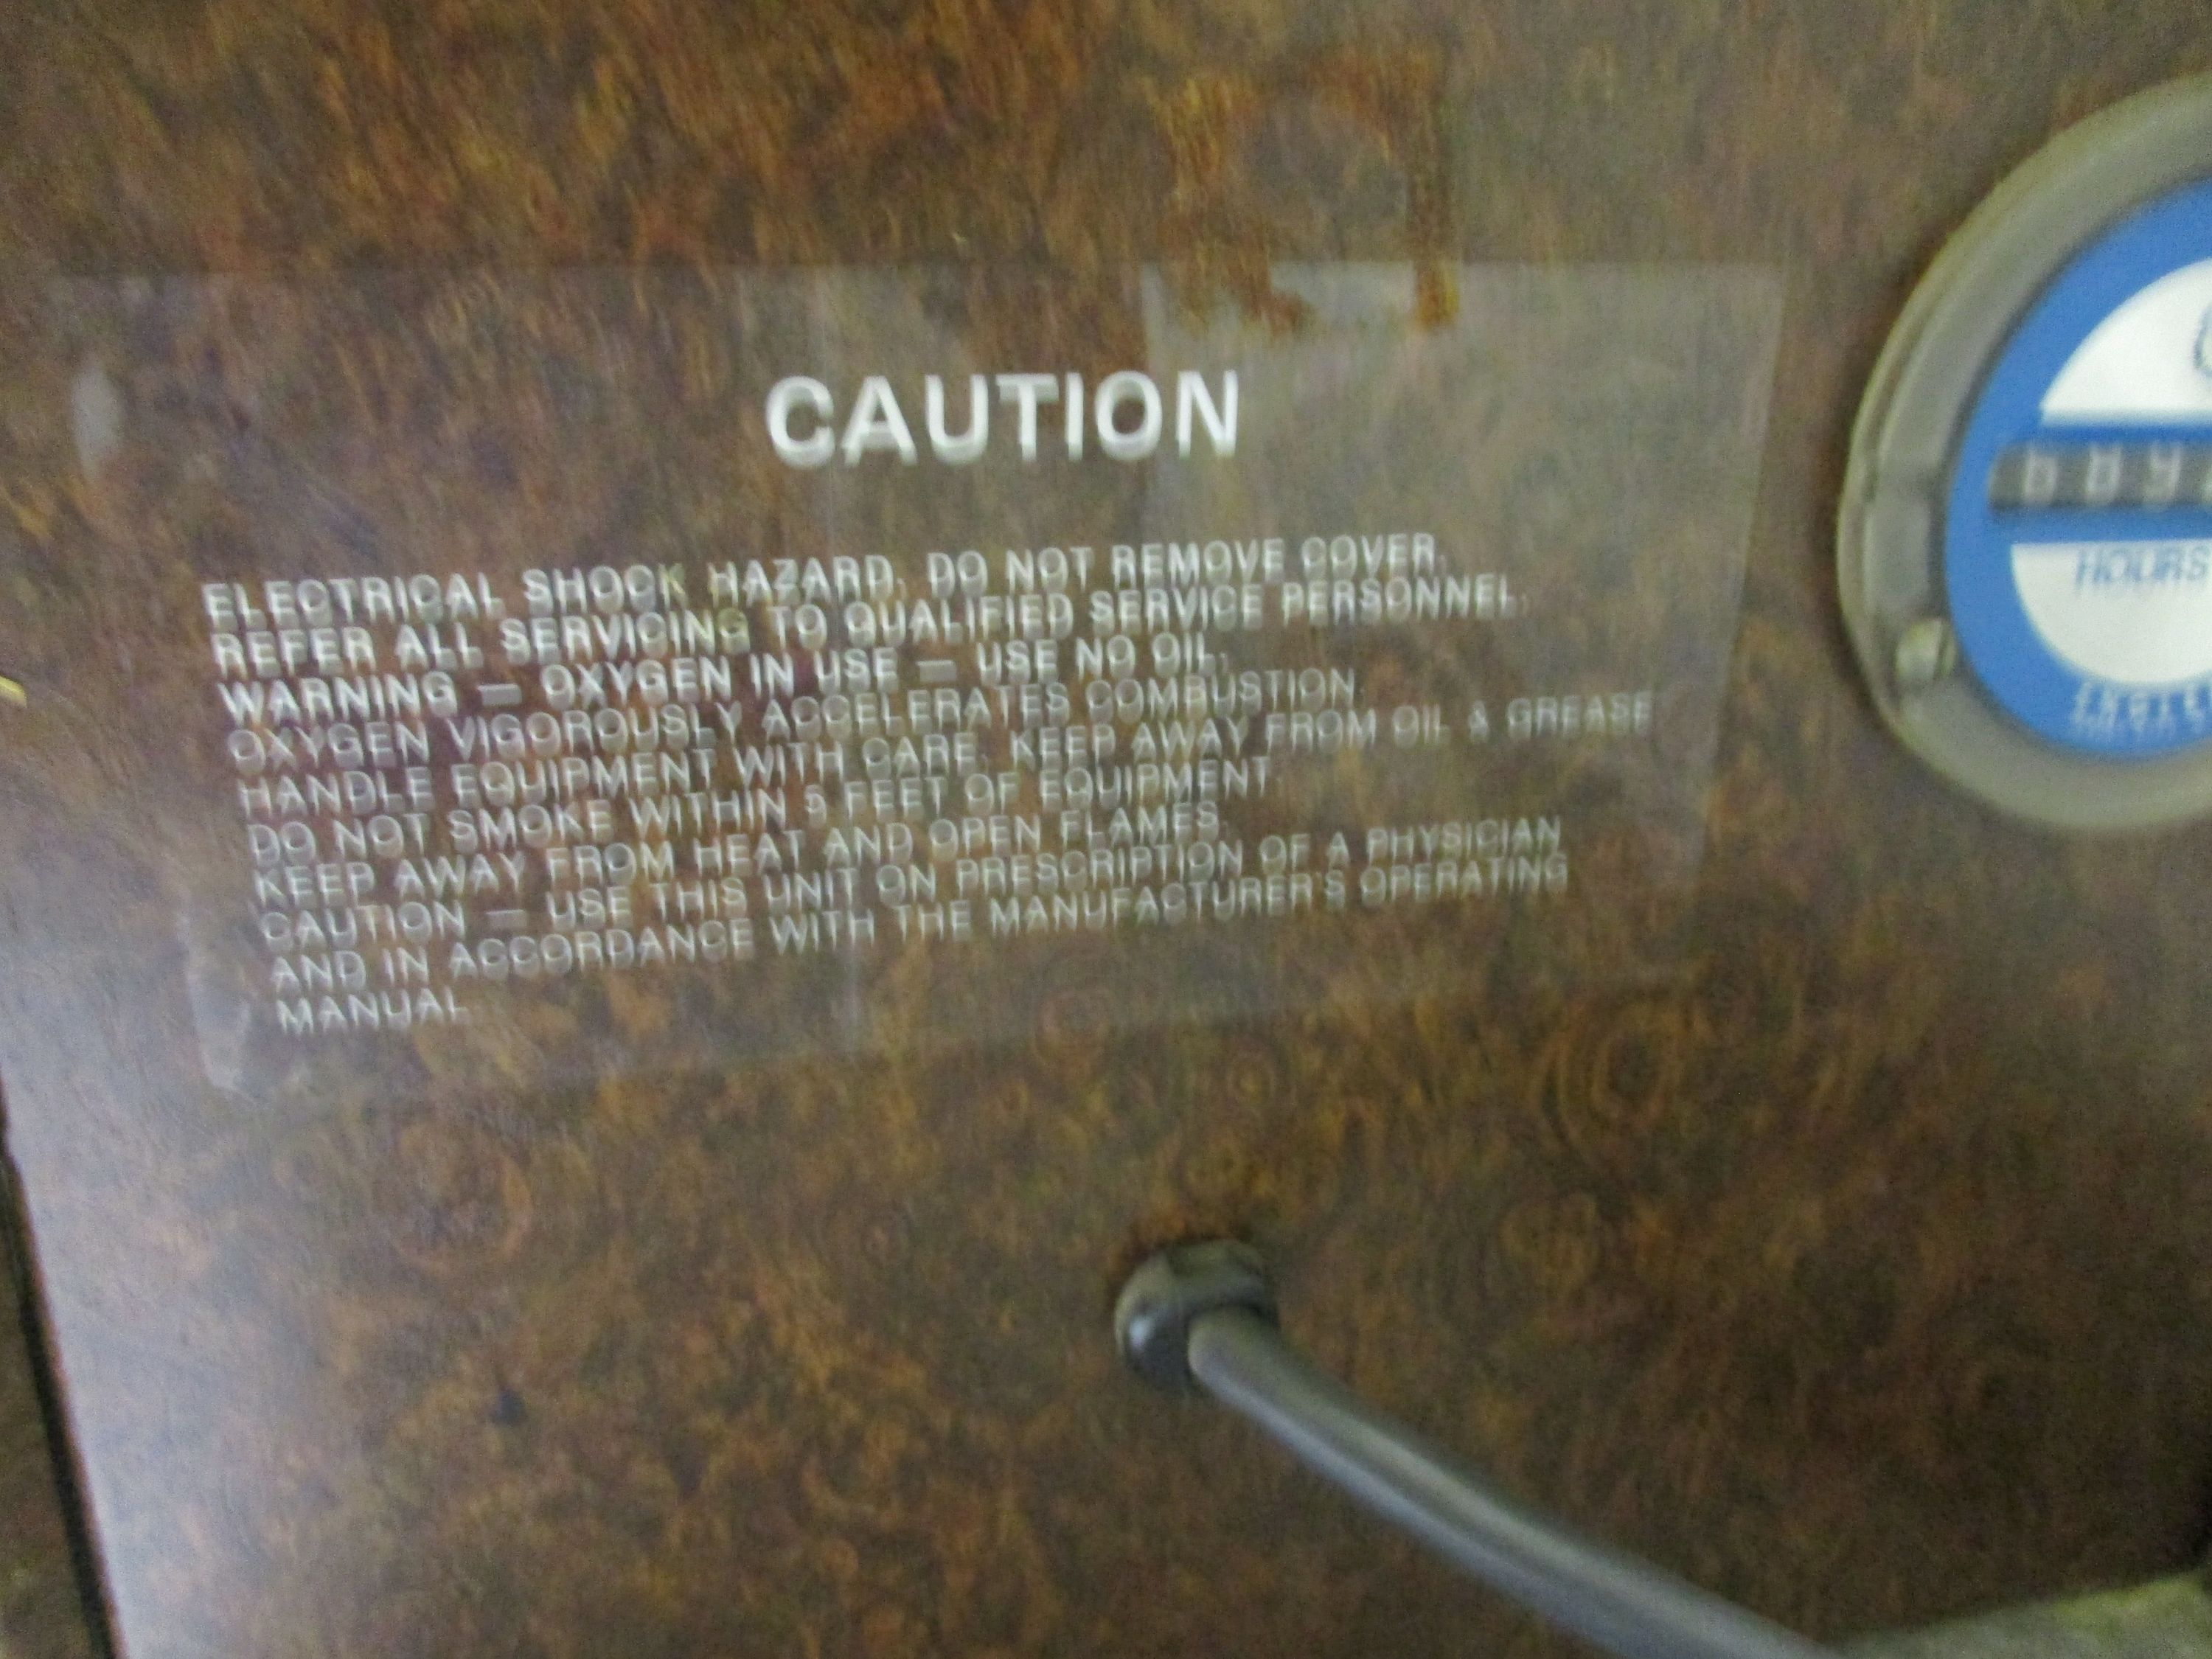 CAUTION
ELECTRICAL SHOCK HAZARD. DO NOT REMOVE COVER.
REFER ALL SERVICING TO QUALIFIED SERVICE PERSONNEL.
WARNING — OXYGEN IN USE — USE NO OIL.
OXYGEN VIGOROUSLY ACCELERATES COMBUSTION.
HANDLE EQUIPMENT WITH CARE. KEEP AWAY FROM OIL & GREASE
DO NOT SMOKE WITHIN 5 FEET OF EQUIPMENT.
KEEP AWAY FROM HEAT AND OPEN FLAMES.
CAUTION — USE THIS UNIT ON PRESCRIPTION OF A PHYSICIAN
AND IN ACCORDANCE WITH THE MANUFACTURER'S OPERATING
MANUAL
HOURS